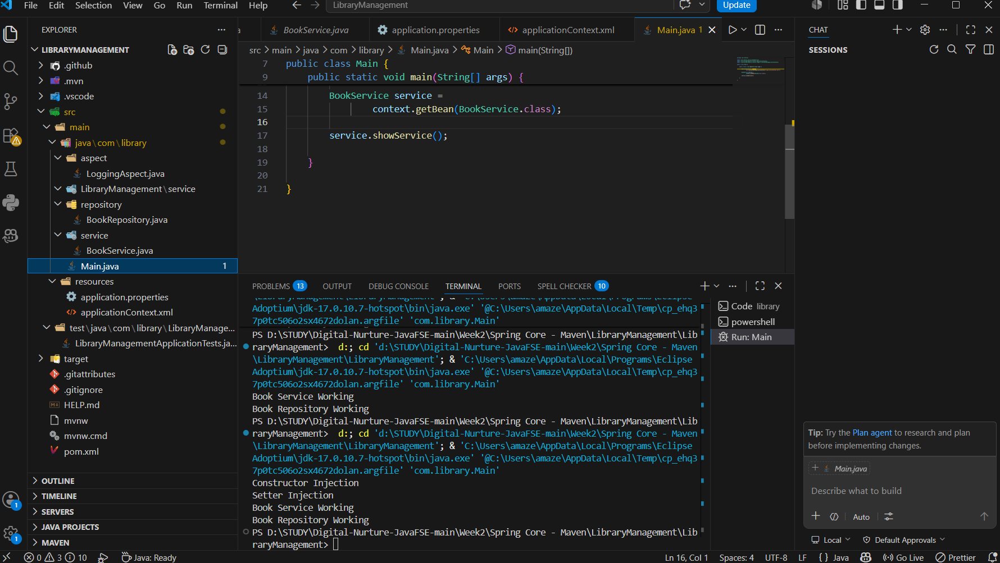 File Edit Selection View Go Run Terminal Help
LibraryManagement
Update
EXPLORER
LIBRARYMANAGEMENT
.github
.mvn
.vscode
src
main
java\com\library
aspect
LoggingAspect.java
LibraryManagement\service
repository
BookRepository.java
service
BookService.java
Main.java 1
resources
application.properties
applicationContext.xml
test\java\com\library\LibraryManage...
LibraryManagementApplicationTests.ja...
target
.gitattributes
.gitignore
HELP.md
mvnw
mvnw.cmd
pom.xml
OUTLINE
TIMELINE
SERVERS
JAVA PROJECTS
MAVEN
a BookService.java application.properties applicationContext.xml Main.java 1
src > main > java > com > library > Main.java > Main > main(String[])
7 public class Main {
9 public static void main(String[] args) {
14 BookService service =
15 context.getBean(BookService.class);
16
17 service.showService();
18
19 }
20
21 }
PROBLEMS 13 OUTPUT DEBUG CONSOLE TERMINAL PORTS SPELL CHECKER 10
\LibraryManagement\LibraryManagement'; & 'C:\Users\amaze\AppData\Local\Programs\Eclipse
Adoptium\jdk-17.0.10.7-hotspot\bin\java.exe' '@C:\Users\amaze\AppData\Local\Temp\cp_ehq3
7p0tc506o2sx4672dolan.argfile' 'com.library.Main'
PS D:\STUDY\Digital-Nurture-JavaFSE-main\Week2\Spring Core - Maven\LibraryManagement\Lib
raryManagement> d:; cd 'd:\STUDY\Digital-Nurture-JavaFSE-main\Week2\Spring Core - Maven
\LibraryManagement\LibraryManagement'; & 'C:\Users\amaze\AppData\Local\Programs\Eclipse
Adoptium\jdk-17.0.10.7-hotspot\bin\java.exe' '@C:\Users\amaze\AppData\Local\Temp\cp_ehq3
7p0tc506o2sx4672dolan.argfile' 'com.library.Main'
Book Service Working
Book Repository Working
PS D:\STUDY\Digital-Nurture-JavaFSE-main\Week2\Spring Core - Maven\LibraryManagement\Lib
raryManagement> d:; cd 'd:\STUDY\Digital-Nurture-JavaFSE-main\Week2\Spring Core - Maven
\LibraryManagement\LibraryManagement'; & 'C:\Users\amaze\AppData\Local\Programs\Eclipse
Adoptium\jdk-17.0.10.7-hotspot\bin\java.exe' '@C:\Users\amaze\AppData\Local\Temp\cp_ehq3
7p0tc506o2sx4672dolan.argfile' 'com.library.Main'
Constructor Injection
Setter Injection
Book Service Working
Book Repository Working
PS D:\STUDY\Digital-Nurture-JavaFSE-main\Week2\Spring Core - Maven\LibraryManagement\Lib
raryManagement>
Code library
powershell
Run: Main
CHAT
SESSIONS
Tip: Try the Plan agent to research and plan
before implementing changes.
Main.java
Describe what to build
Auto
Local Default Approvals
1
1
0 3 10 Java: Ready
Ln 16, Col 1 Spaces: 4 UTF-8 LF {} Java Go Live Prettier